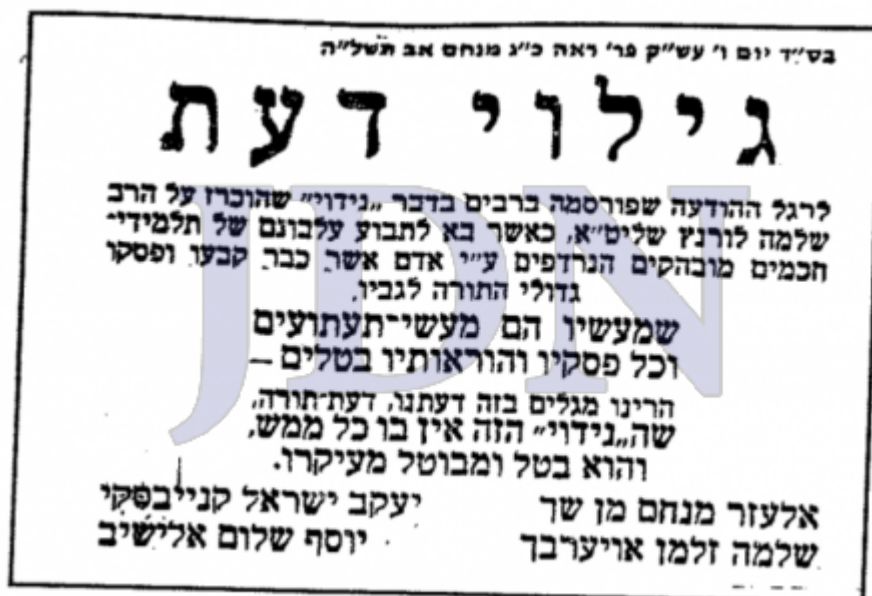 בס״ד יום ו׳ עש״ק פר׳ ראה כ״ג מנחם אב תשל״ה
גילוי דעת
לרגל ההודעה שפורסמה ברבים בדבר „נידוי״ שהוכרז על הרב
שלמה לורנץ שליט״א, כאשר בא לתבוע עלבונם של תלמידי־
חכמים מובהקים הנרדפים ע״י אדם אשר כבר קבעו ופסקו
גדולי התורה לגביו,
שמעשיו הם מעשי־תעתועים
וכל פסקיו והוראותיו בטלים —
הרינו מגלים בזה דעתנו, דעת־תורה,
שה„נידוי״ הזה אין בו כל ממש,
והוא בטל ומבוטל מעיקרו.
אלעזר מנחם מן שך יעקב ישראל קנייבסקי
שלמה זלמן אויערבך יוסף שלום אלישיב
JDN